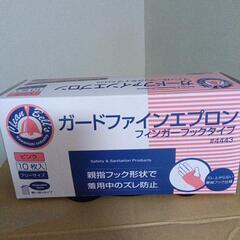 Clean Bell's
ガードファインエプロン
フィンガーフックタイプ
#4443
ピンク
10枚入
フリーサイズ
Safety & Sanitation Products
親指フック形状で
着用中のズレ防止